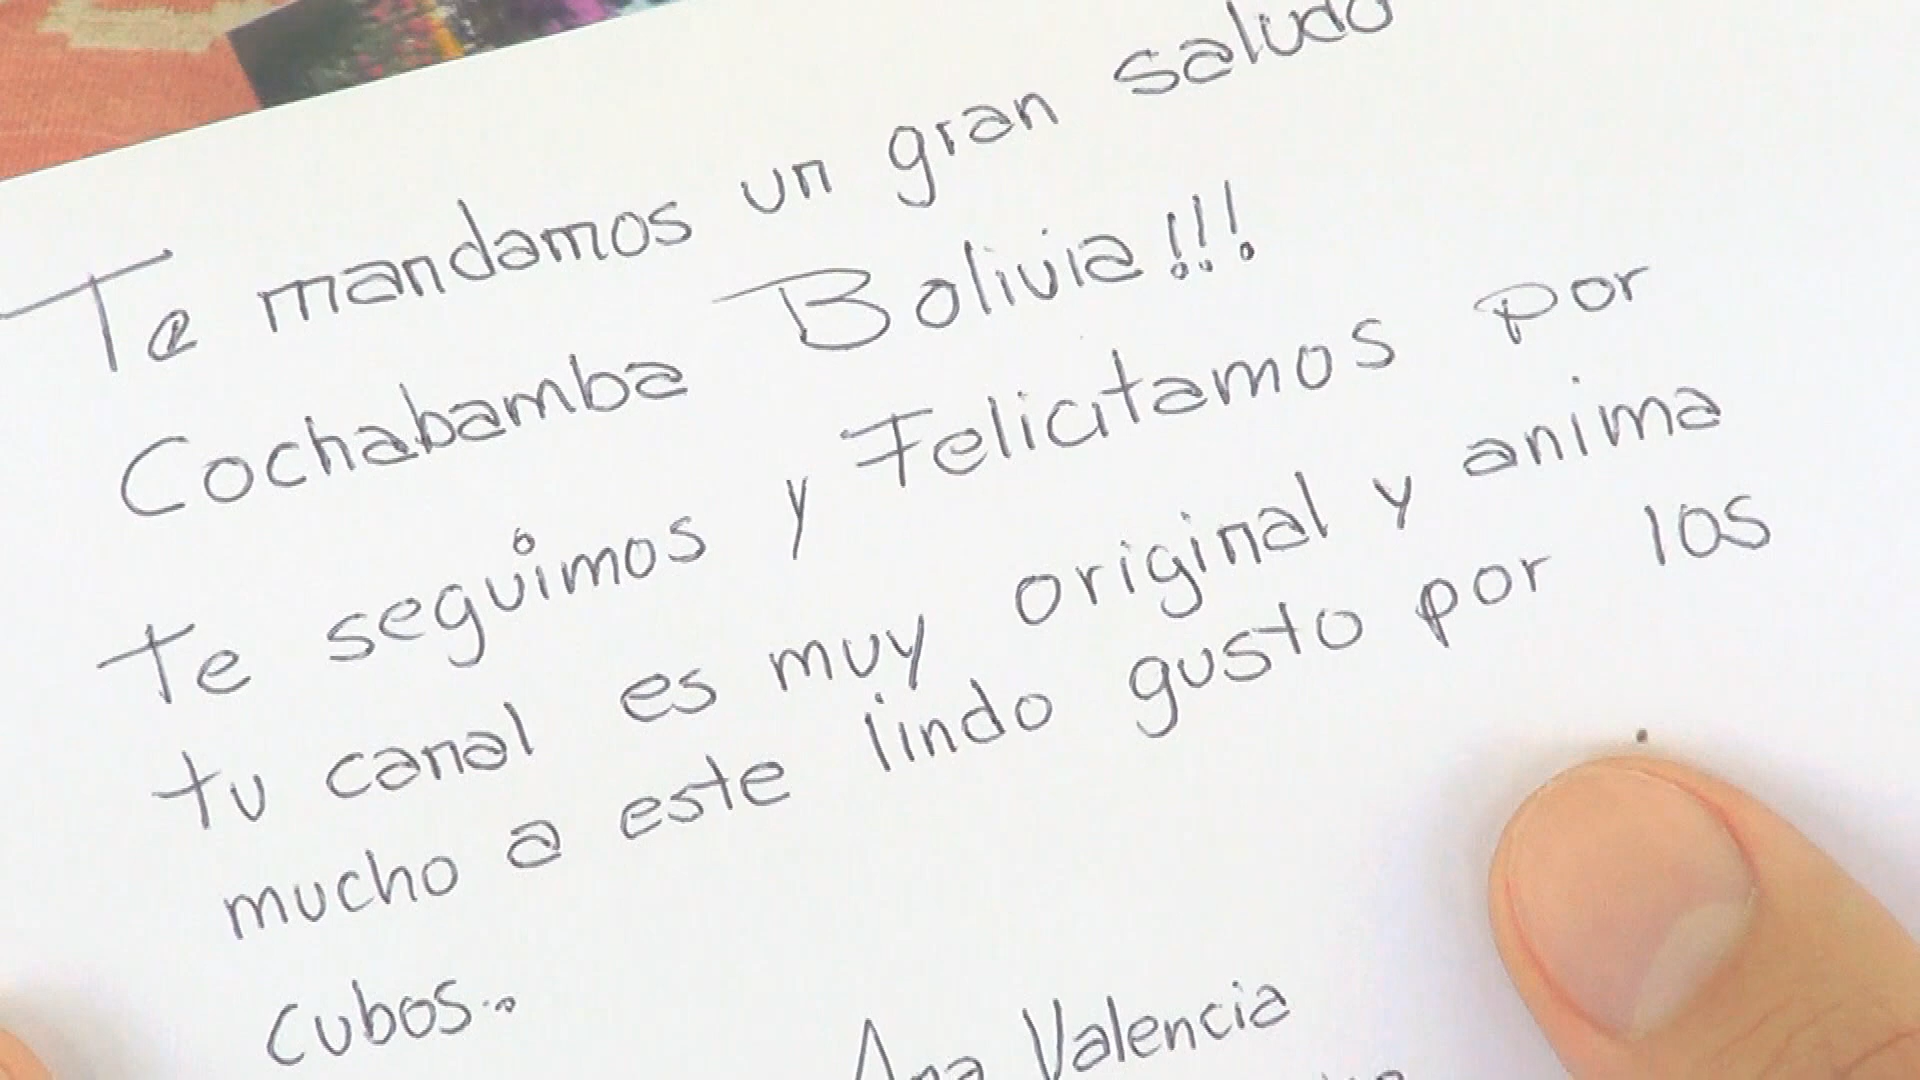 Te mandamos un gran saludo
Cochabamba Bolivia!!!
Te seguimos y Felicitamos por
tu canal es muy original y anima
mucho a este lindo gusto por los
cubos..
Ana Valencia